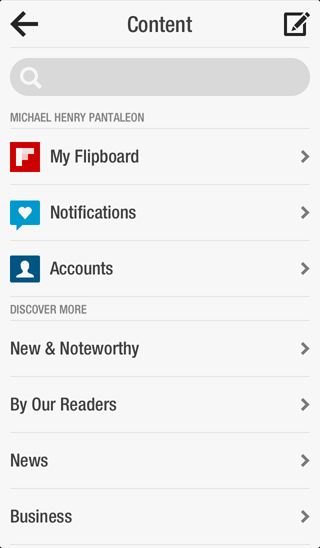 Content
MICHAEL HENRY PANTALEON
My Flipboard
Notifications
Accounts
DISCOVER MORE
New & Noteworthy
By Our Readers
News
Business